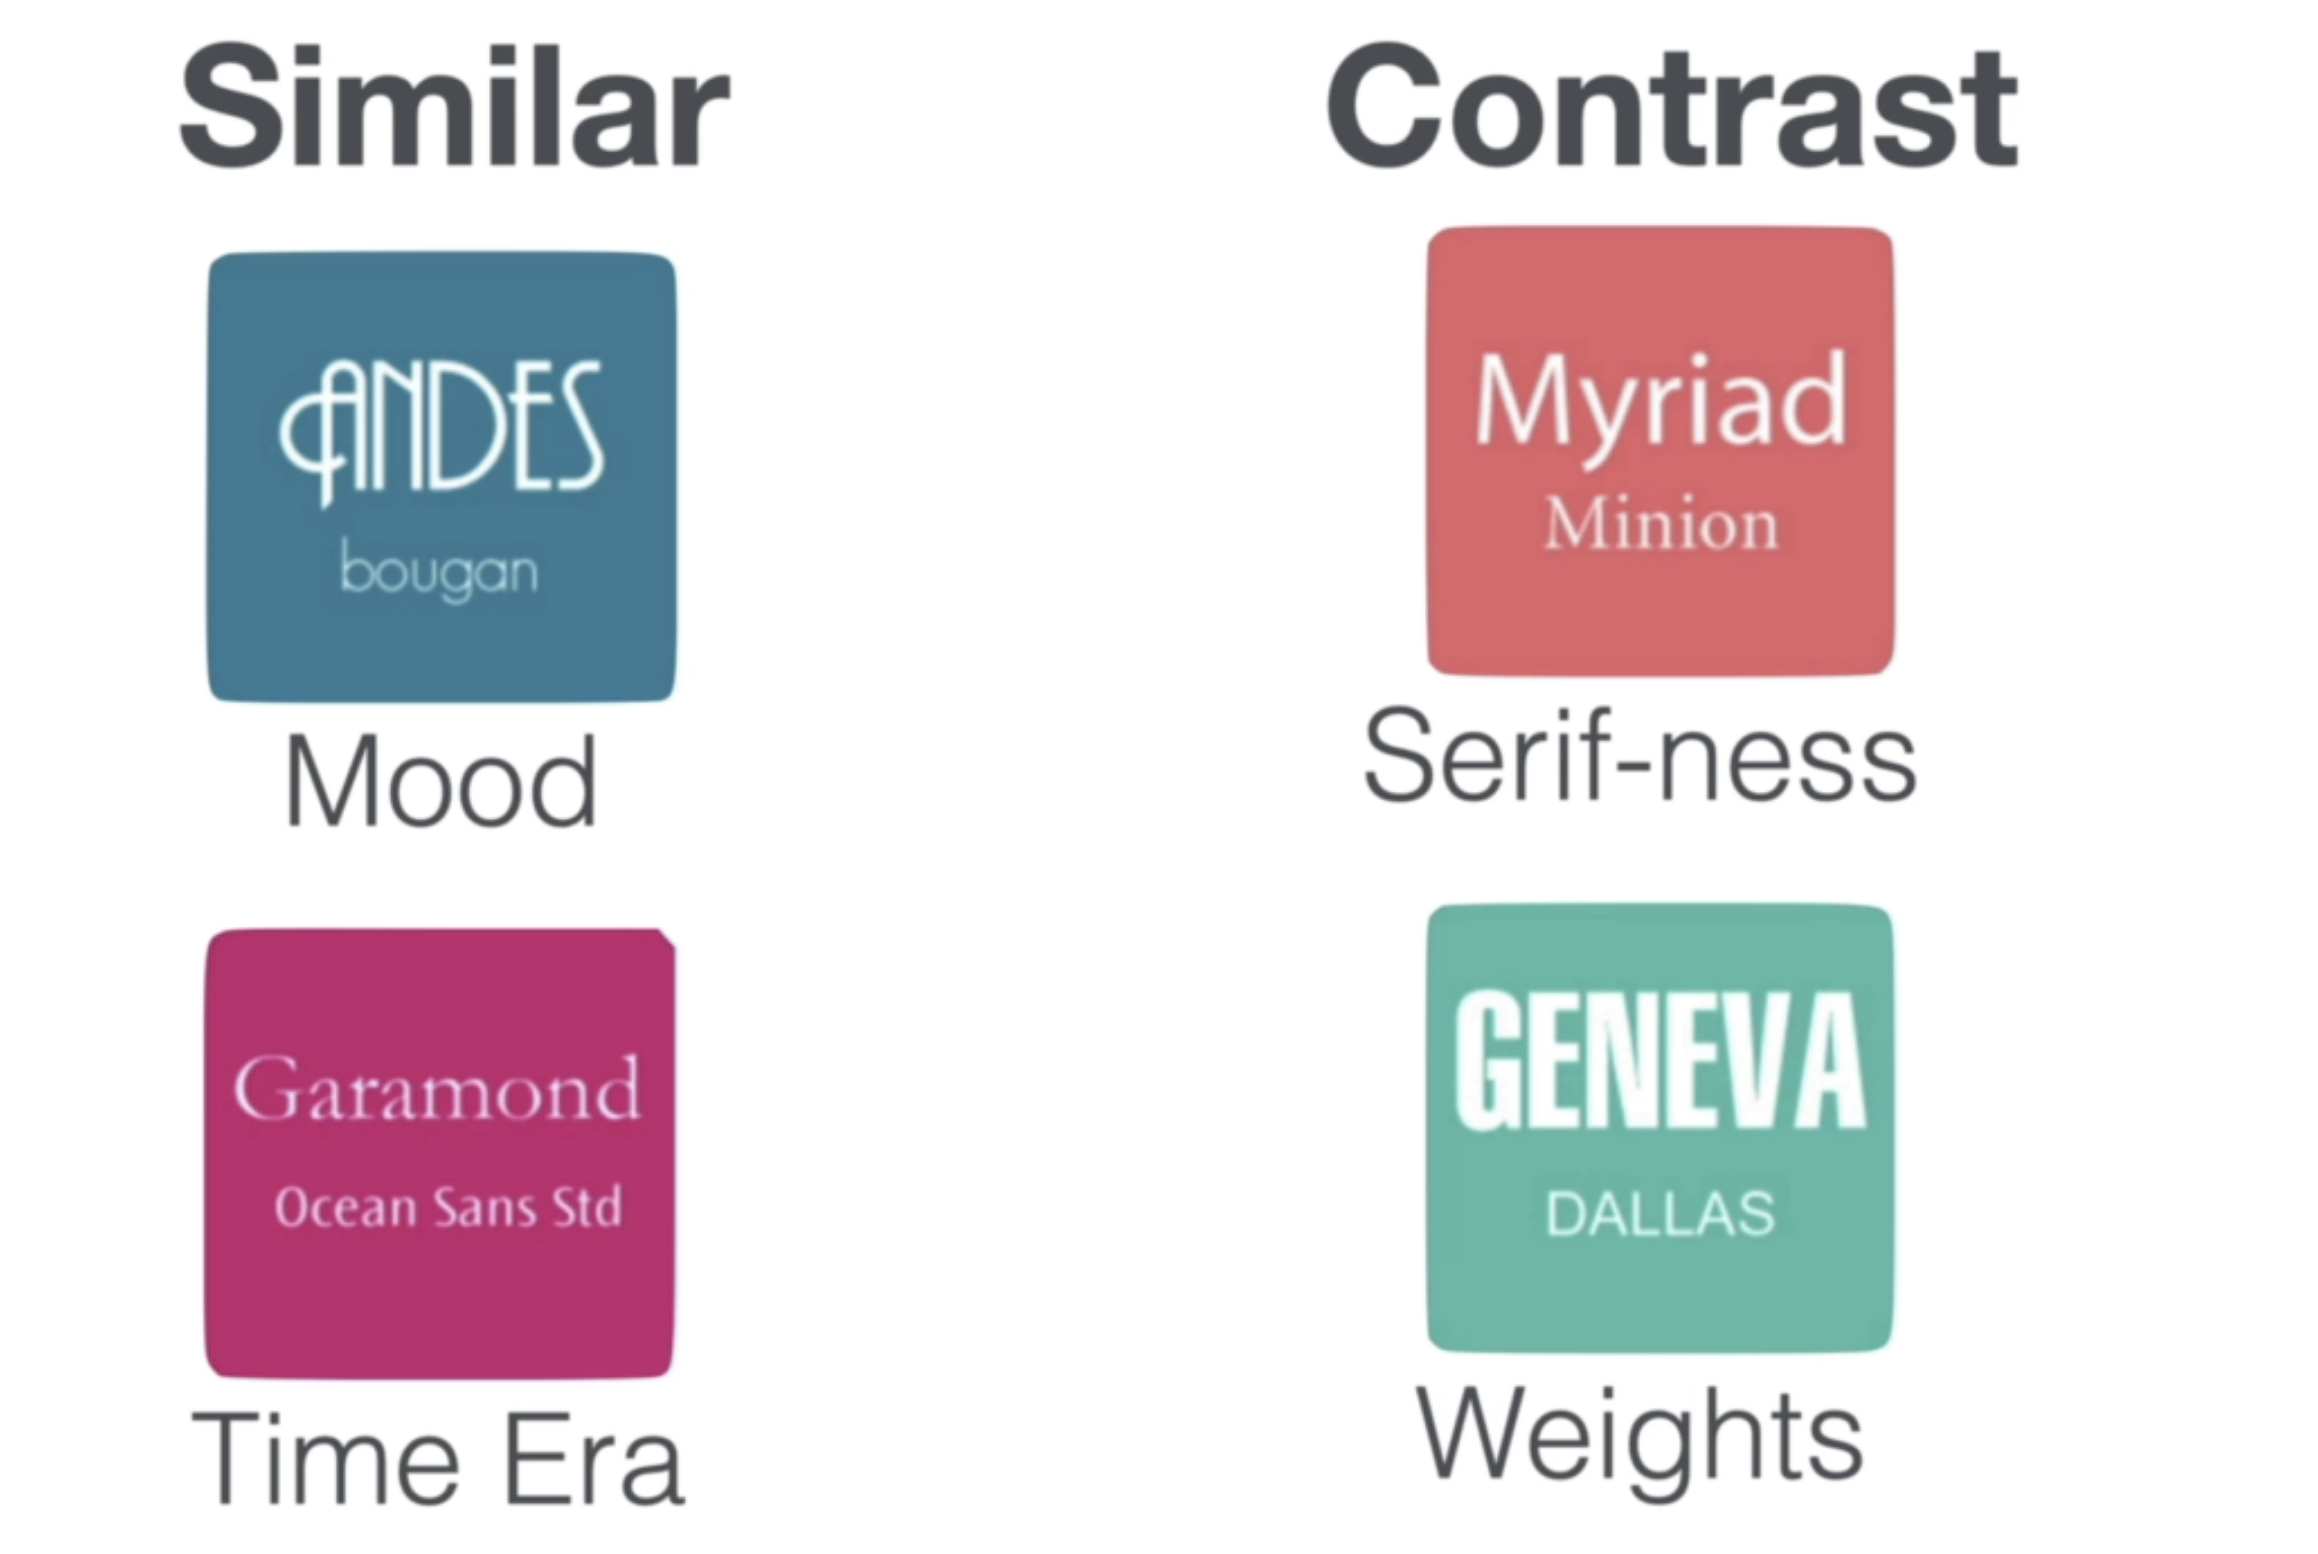 Similar
ANDES
bougan
Mood
Garamond
Ocean Sans Std
Time Era
Contrast
Myriad
Minion
Serif-ness
GENEVA
DALLAS
Weights